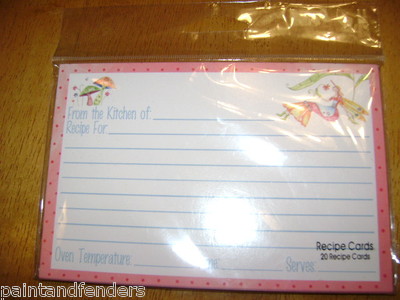 From the Kitchen of:
Recipe For:
Recipe Cards
20 Recipe Cards
Oven Temperature Serves
paintandfenders